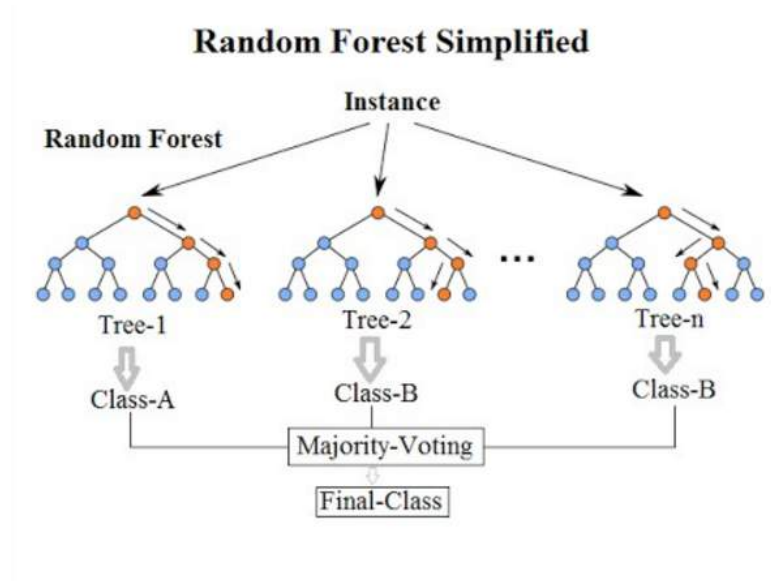 Random Forest Simplified
Instance
Random Forest
...
Tree-1
Tree-2
Tree-n
Class-A
Class-B
Class-B
Majority-Voting
Final-Class